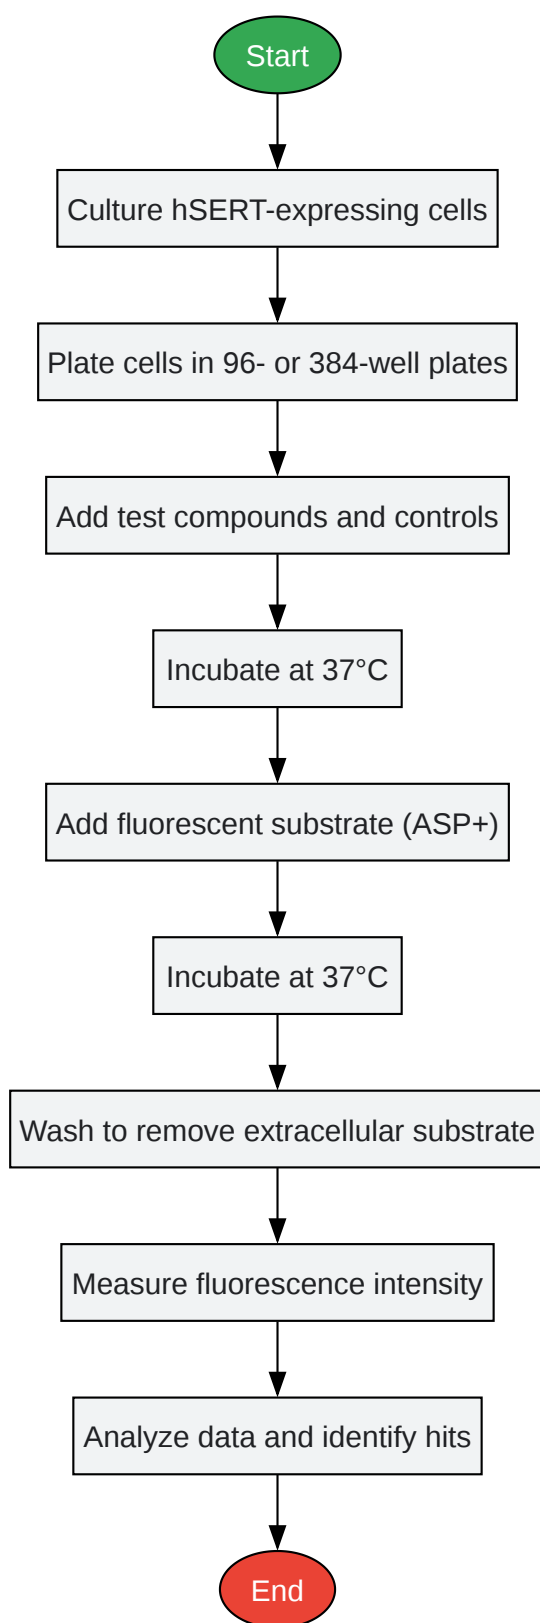 Start
Culture hSERT-expressing cells
Plate cells in 96- or 384-well plates
Add test compounds and controls
Incubate at 37°C
Add fluorescent substrate (ASP+)
Incubate at 37°C
Wash to remove extracellular substrate
Measure fluorescence intensity
Analyze data and identify hits
End